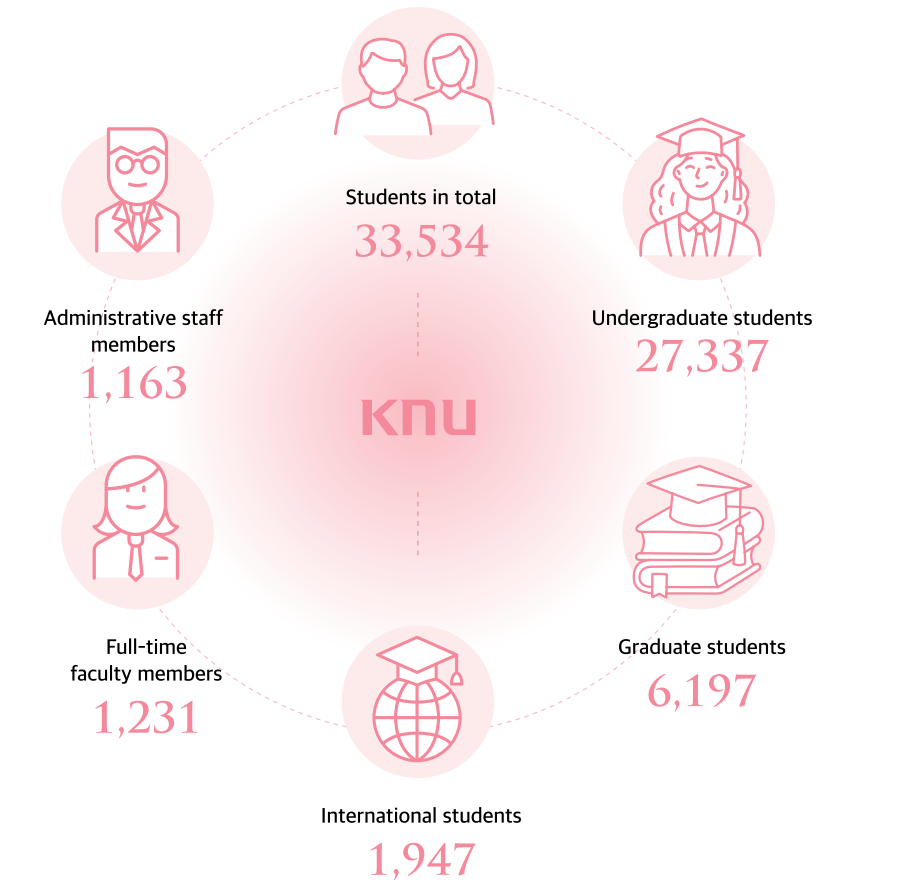 Students in total
33,534
Administrative staff
members
1,163
Undergraduate students
27,337
KNU
Full-time
faculty members
1,231
Graduate students
6,197
International students
1,947